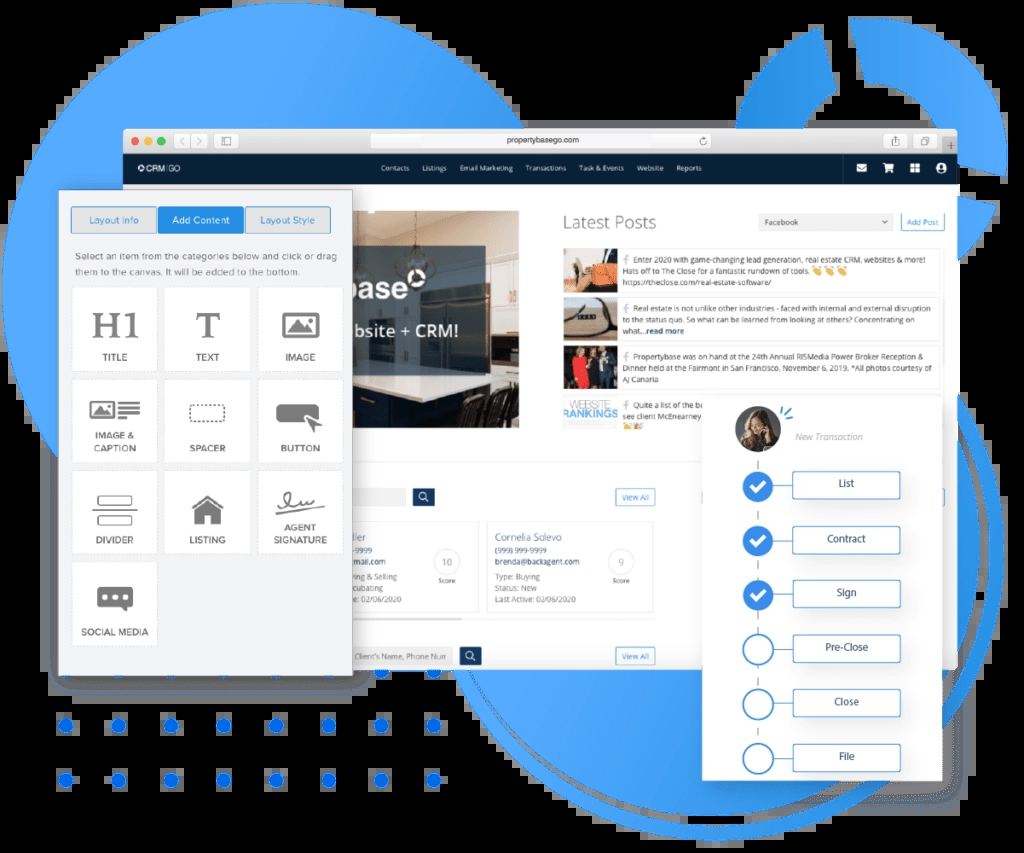 propertybasego.com
CRM GO
Contacts Listings Email Marketing Transactions Task & Events Website Reports
Layout Info Add Content Layout Style
Select an item from the categories below and click or drag
them to the canvas. It will be added to the bottom.
H1
TITLE
T
TEXT
IMAGE
IMAGE &
CAPTION
SPACER
BUTTON
DIVIDER
LISTING
AGENT
SIGNATURE
SOCIAL MEDIA
base
bsite + CRM!
Latest Posts
Facebook
Add Post
Enter 2020 with game-changing lead generation, real estate CRM, websites & more!
Hats off to The Close for a fantastic rundown of tools. 👏👏👏
https://theclose.com/real-estate-software/
Real estate is not unlike other industries - faced with internal and external disruption
to the status quo. So what can be learned from looking at others? Concentrating on
what...read more
Propertybase was on hand at the 24th Annual RISMedia Power Broker Reception &
Dinner held at the Fairmont in San Francisco, November 6, 2019. *All photos courtesy of
AJ Canaria
WEBSITE
RANKINGS
Quite a list of the bu
see client McEnearney
View All
ller
-9999
mail.com
ing & Selling
cubating
e: 02/06/2020
10
Score
Cornelia Solevo
(999) 999-9999
brenda@backagent.com
Type: Buying
Status: New
Last Active: 02/06/2020
9
Score
Client's Name, Phone Num
View All
New Transaction
List
Contract
Sign
Pre-Close
Close
File